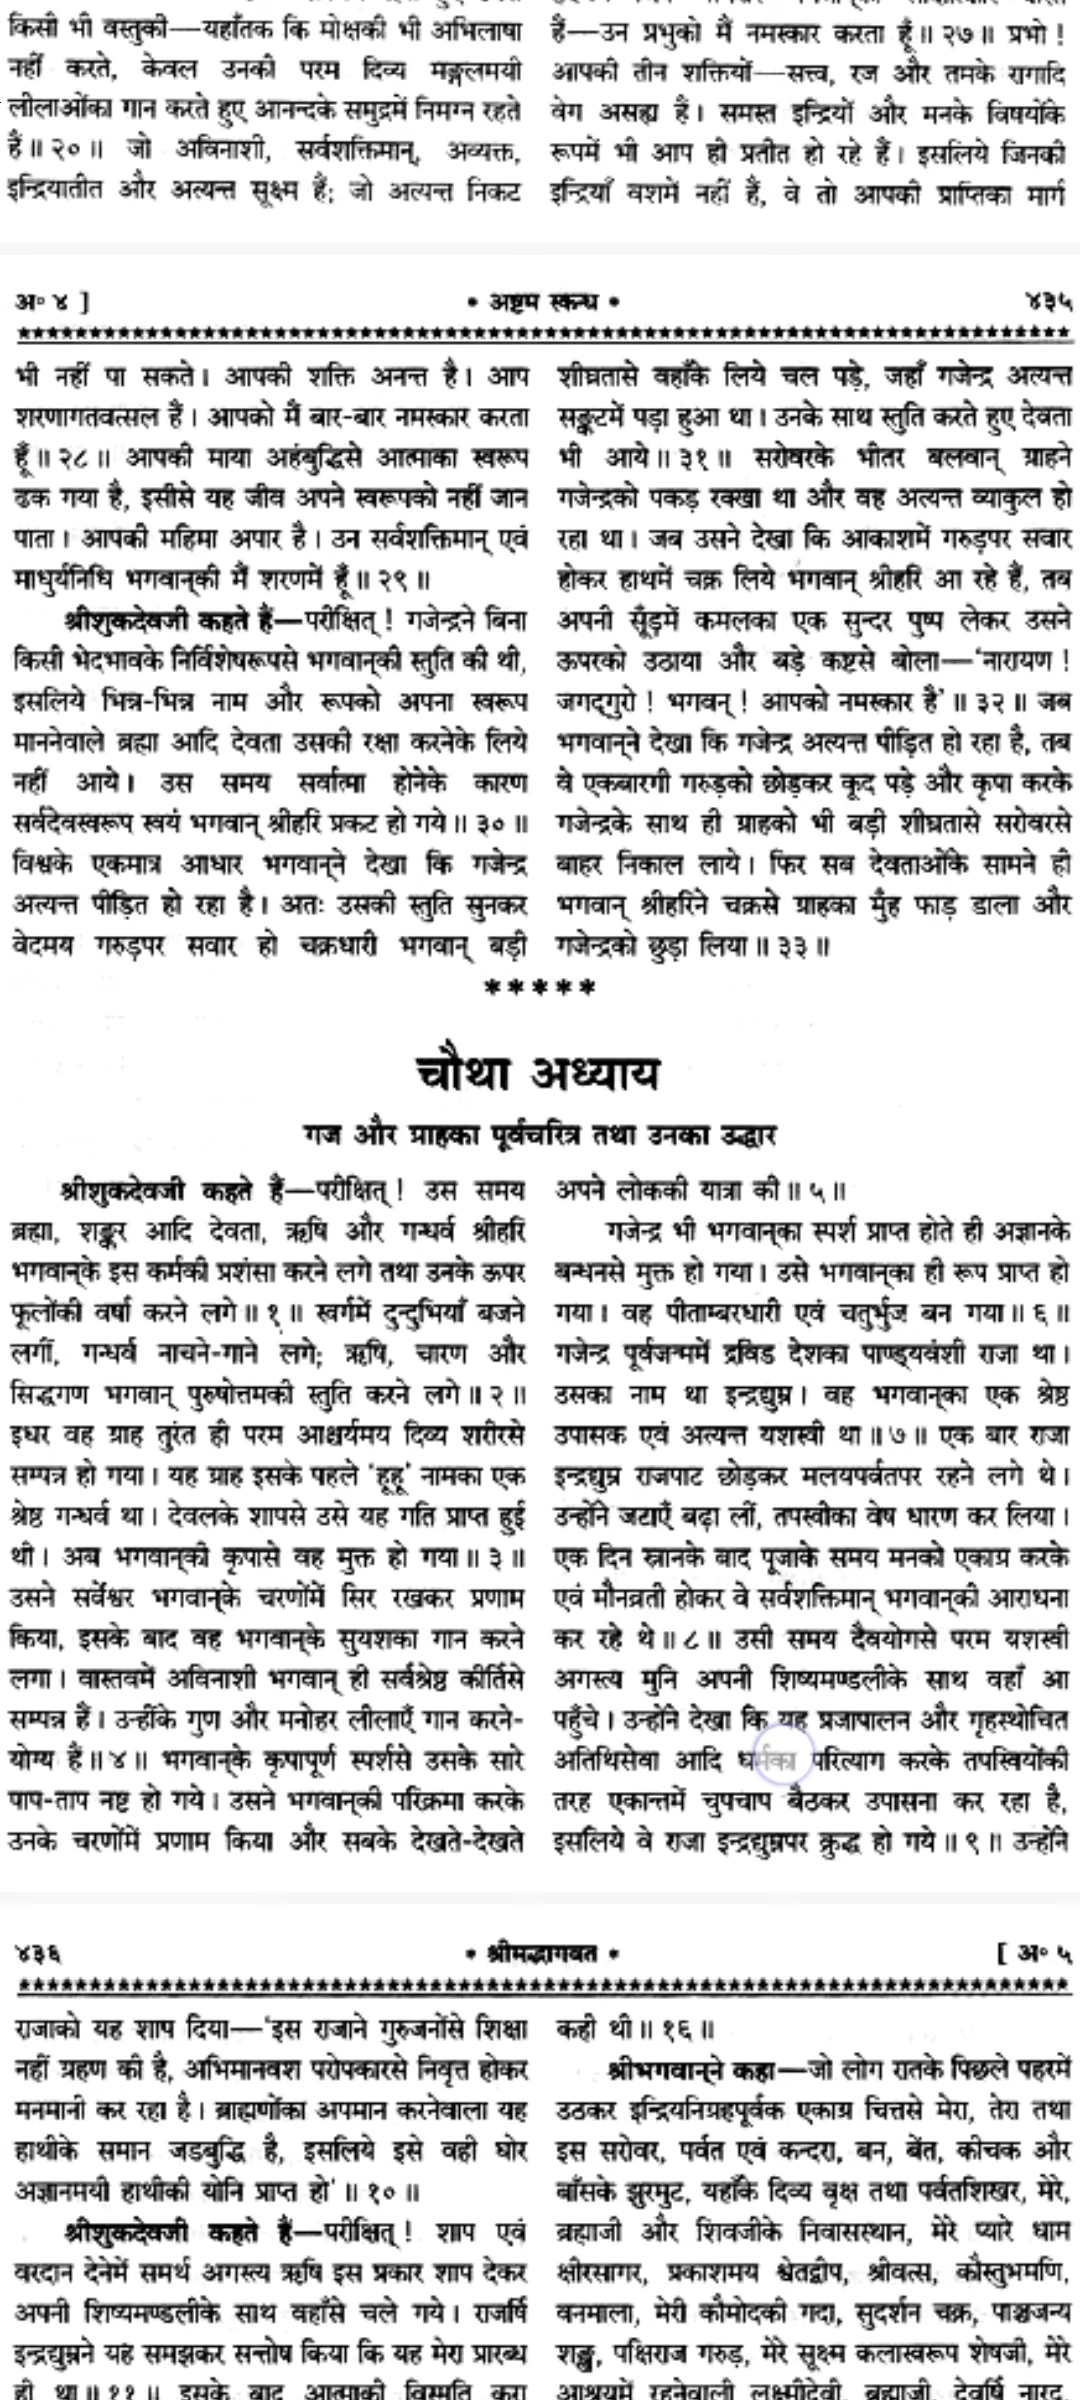 किसी भी वस्तुकी—यहाँतक कि मोक्षकी भी अभिलाषा
नहीं करते, केवल उनकी परम दिव्य मङ्गलमयी
लीलाओंका गान करते हुए आनन्दके समुद्रमें निमग्न रहते
हैं॥ २०॥ जो अविनाशी, सर्वशक्तिमान्, अव्यक्त,
इन्द्रियातीत और अत्यन्त सूक्ष्म हैं; जो अत्यन्त निकट
हैं—उन प्रभुको मैं नमस्कार करता हूँ॥ २७॥ प्रभो!
आपकी तीन शक्तियों—सत्त्व, रज और तमके रागादि
वेग असह्य हैं। समस्त इन्द्रियों और मनके विषयोंके
रूपमें भी आप ही प्रतीत हो रहे हैं। इसलिये जिनकी
इन्द्रियाँ वशमें नहीं हैं, वे तो आपकी प्राप्तिका मार्ग
अ॰ ४ ]
• अष्टम स्कन्ध •
४३५
भी नहीं पा सकते। आपकी शक्ति अनन्त है। आप
शरणागतवत्सल हैं। आपको मैं बार-बार नमस्कार करता
हूँ॥ २८॥ आपकी माया अहंबुद्धिसे आत्माका स्वरूप
ढक गया है, इसीसे यह जीव अपने स्वरूपको नहीं जान
पाता। आपकी महिमा अपार है। उन सर्वशक्तिमान् एवं
माधुर्यनिधि भगवान्‌की मैं शरणमें हूँ॥ २९॥
श्रीशुकदेवजी कहते हैं—परीक्षित्! गजेन्द्रने बिना
किसी भेदभावके निर्विशेषरूपसे भगवान्‌की स्तुति की थी,
इसलिये भिन्न-भिन्न नाम और रूपको अपना स्वरूप
माननेवाले ब्रह्मा आदि देवता उसकी रक्षा करनेके लिये
नहीं आये। उस समय सर्वात्मा होनेके कारण
सर्वदेवस्वरूप स्वयं भगवान् श्रीहरि प्रकट हो गये॥ ३०॥
विश्वके एकमात्र आधार भगवान्‌ने देखा कि गजेन्द्र
अत्यन्त पीड़ित हो रहा है। अतः उसकी स्तुति सुनकर
वेदमय गरुड़पर सवार हो चक्रधारी भगवान् बड़ी
शीघ्रतासे वहाँके लिये चल पड़े, जहाँ गजेन्द्र अत्यन्त
सङ्कटमें पड़ा हुआ था। उनके साथ स्तुति करते हुए देवता
भी आये॥ ३१॥ सरोवरके भीतर बलवान् ग्राहने
गजेन्द्रको पकड़ रक्खा था और वह अत्यन्त व्याकुल हो
रहा था। जब उसने देखा कि आकाशमें गरुड़पर सवार
होकर हाथमें चक्र लिये भगवान् श्रीहरि आ रहे हैं, तब
अपनी सूँड़में कमलका एक सुन्दर पुष्प लेकर उसने
ऊपरको उठाया और बड़े कष्टसे बोला—'नारायण!
जगद्‌गुरो! भगवन्! आपको नमस्कार है'॥ ३२॥ जब
भगवान्‌ने देखा कि गजेन्द्र अत्यन्त पीड़ित हो रहा है, तब
वे एकबारगी गरुड़को छोड़कर कूद पड़े और कृपा करके
गजेन्द्रके साथ ही ग्राहको भी बड़ी शीघ्रतासे सरोवरसे
बाहर निकाल लाये। फिर सब देवताओंके सामने ही
भगवान् श्रीहरिने चक्रसे ग्राहका मुँह फाड़ डाला और
गजेन्द्रको छुड़ा लिया॥ ३३॥
*****
चौथा अध्याय
गज और ग्राहका पूर्वचरित्र तथा उनका उद्धार
श्रीशुकदेवजी कहते हैं—परीक्षित्! उस समय
ब्रह्मा, शङ्कर आदि देवता, ऋषि और गन्धर्व श्रीहरि
भगवान्‌के इस कर्मकी प्रशंसा करने लगे तथा उनके ऊपर
फूलोंकी वर्षा करने लगे॥ १॥ स्वर्गमें दुन्दुभियाँ बजने
लगीं, गन्धर्व नाचने-गाने लगे; ऋषि, चारण और
सिद्धगण भगवान् पुरुषोत्तमकी स्तुति करने लगे॥ २॥
इधर वह ग्राह तुरंत ही परम आश्चर्यमय दिव्य शरीरसे
सम्पन्न हो गया। यह ग्राह इसके पहले 'हूहू' नामका एक
श्रेष्ठ गन्धर्व था। देवलके शापसे उसे यह गति प्राप्त हुई
थी। अब भगवान्‌की कृपासे वह मुक्त हो गया॥ ३॥
उसने सर्वेश्वर भगवान्‌के चरणोंमें सिर रखकर प्रणाम
किया, इसके बाद वह भगवान्‌के सुयशका गान करने
लगा। वास्तवमें अविनाशी भगवान् ही सर्वश्रेष्ठ कीर्तिसे
सम्पन्न हैं। उन्हींके गुण और मनोहर लीलाएँ गान करने-
योग्य हैं॥ ४॥ भगवान्‌के कृपापूर्ण स्पर्शसे उसके सारे
पाप-ताप नष्ट हो गये। उसने भगवान्‌की परिक्रमा करके
उनके चरणोंमें प्रणाम किया और सबके देखते-देखते
अपने लोककी यात्रा की॥ ५॥
गजेन्द्र भी भगवान्‌का स्पर्श प्राप्त होते ही अज्ञानके
बन्धनसे मुक्त हो गया। उसे भगवान्‌का ही रूप प्राप्त हो
गया। वह पीताम्बरधारी एवं चतुर्भुज बन गया॥ ६॥
गजेन्द्र पूर्वजन्ममें द्रविड देशका पाण्ड्यवंशी राजा था।
उसका नाम था इन्द्रद्युम्न। वह भगवान्‌का एक श्रेष्ठ
उपासक एवं अत्यन्त यशस्वी था॥ ७॥ एक बार राजा
इन्द्रद्युम्न राजपाट छोड़कर मलयपर्वतपर रहने लगे थे।
उन्होंने जटाएँ बढ़ा लीं, तपस्वीका वेष धारण कर लिया।
एक दिन स्नानके बाद पूजाके समय मनको एकाग्र करके
एवं मौनव्रती होकर वे सर्वशक्तिमान् भगवान्‌की आराधना
कर रहे थे॥ ८॥ उसी समय दैवयोगसे परम यशस्वी
अगस्त्य मुनि अपनी शिष्यमण्डलीके साथ वहाँ आ
पहुँचे। उन्होंने देखा कि यह प्रजापालन और गृहस्थोचित
अतिथिसेवा आदि धर्मका परित्याग करके तपस्वियोंकी
तरह एकान्तमें चुपचाप बैठकर उपासना कर रहा है,
इसलिये वे राजा इन्द्रद्युम्नपर क्रुद्ध हो गये॥ ९॥ उन्होंने
४३६
• श्रीमद्भागवत •
[ अ॰ ५
राजाको यह शाप दिया—'इस राजाने गुरुजनोंसे शिक्षा
नहीं ग्रहण की है, अभिमानवश परोपकारसे निवृत्त होकर
मनमानी कर रहा है। ब्राह्मणोंका अपमान करनेवाला यह
हाथीके समान जडबुद्धि है, इसलिये इसे वही घोर
अज्ञानमयी हाथीकी योनि प्राप्त हो'॥ १०॥
श्रीशुकदेवजी कहते हैं—परीक्षित्! शाप एवं
वरदान देनेमें समर्थ अगस्त्य ऋषि इस प्रकार शाप देकर
अपनी शिष्यमण्डलीके साथ वहाँसे चले गये। राजर्षि
इन्द्रद्युम्नने यह समझकर सन्तोष किया कि यह मेरा प्रारब्ध
ही था॥ ११॥ इसके बाद आत्माकी विस्मृति करा
कही थी॥ १६॥
श्रीभगवान्‌ने कहा—जो लोग रातके पिछले पहरमें
उठकर इन्द्रियनिग्रहपूर्वक एकाग्र चित्तसे मेरा, तेरा तथा
इस सरोवर, पर्वत एवं कन्दरा, बन, बेंत, कीचक और
बाँसके झुरमुट, यहाँके दिव्य वृक्ष तथा पर्वतशिखर, मेरे,
ब्रह्माजी और शिवजीके निवासस्थान, मेरे प्यारे धाम
क्षीरसागर, प्रकाशमय श्वेतद्वीप, श्रीवत्स, कौस्तुभमणि,
वनमाला, मेरी कौमोदकी गदा, सुदर्शन चक्र, पाञ्चजन्य
शङ्ख, पक्षिराज गरुड़, मेरे सूक्ष्म कलास्वरूप शेषजी, मेरे
आश्रयमें रहनेवाली लक्ष्मीदेवी, ब्रह्माजी, देवर्षि नारद,